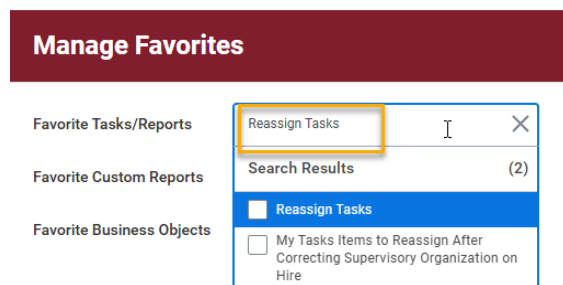 Manage Favorites
Favorite Tasks/Reports
Reassign Tasks
Search Results (2)
Favorite Custom Reports
Reassign Tasks
Favorite Business Objects
My Tasks Items to Reassign After
Correcting Supervisory Organization on
Hire